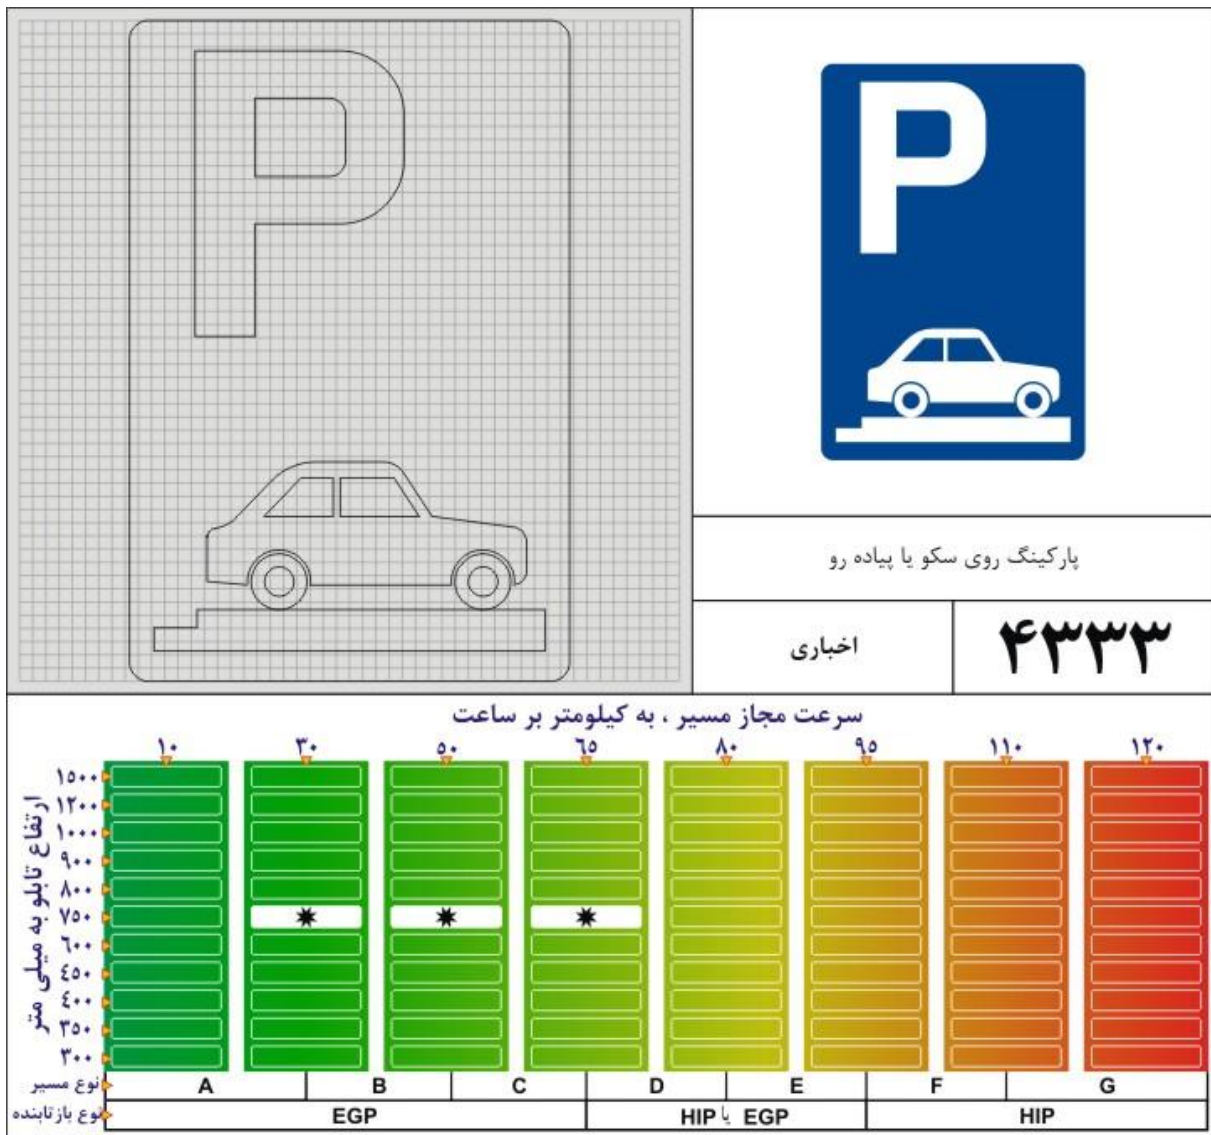 P
P
پارکینگ روی سکو یا پیاده رو
اخباری
۴۳۳۳
سرعت مجاز مسیر ، به کیلومتر بر ساعت
۱۰ ۳۰ ۵۰ ۶۵ ۸۰ ۹۵ ۱۱۰ ۱۲۰
ارتفاع تابلو به میلی متر
۱۵۰۰
۱۲۰۰
۱۰۰۰
۹۰۰
۸۰۰
۷۵۰
۶۰۰
٤۵۰
٤۰۰
۳۵۰
۳۰۰
نوع مسیر A B C D E F G
نوع بازتابنده EGP HIP یا EGP HIP